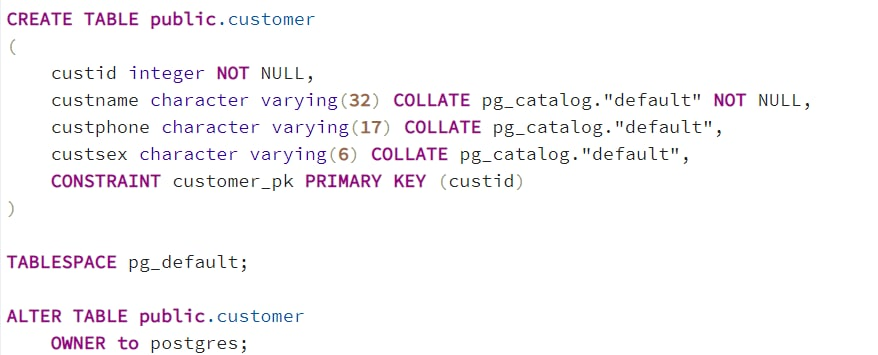 CREATE TABLE public.customer
(
    custid integer NOT NULL,
    custname character varying(32) COLLATE pg_catalog."default" NOT NULL,
    custphone character varying(17) COLLATE pg_catalog."default",
    custsex character varying(6) COLLATE pg_catalog."default",
    CONSTRAINT customer_pk PRIMARY KEY (custid)
)
TABLESPACE pg_default;
ALTER TABLE public.customer
    OWNER to postgres;